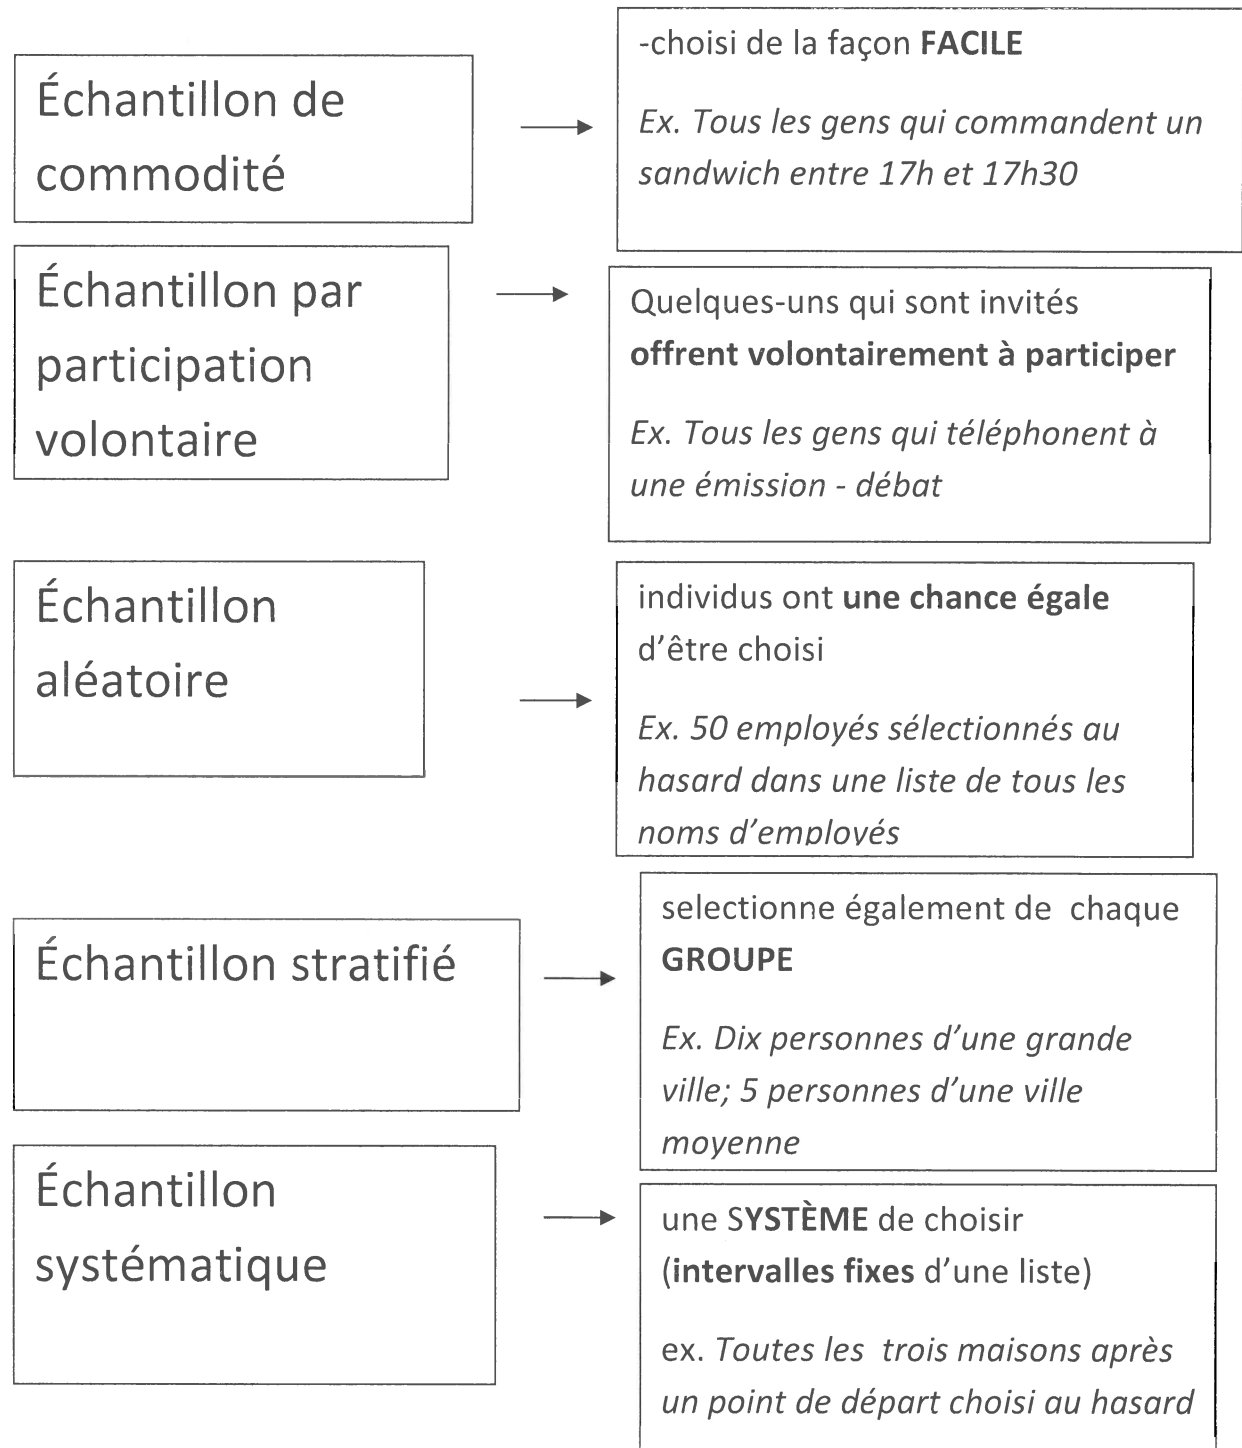 Échantillon de
commodité
-choisi de la façon FACILE
Ex. Tous les gens qui commandent un
sandwich entre 17h et 17h30
Échantillon par
participation
volontaire
Quelques-uns qui sont invités
offrent volontairement à participer
Ex. Tous les gens qui téléphonent à
une émission - débat
Échantillon
aléatoire
individus ont une chance égale
d'être choisi
Ex. 50 employés sélectionnés au
hasard dans une liste de tous les
noms d'employés
Échantillon stratifié
selectionne également de chaque
GROUPE
Ex. Dix personnes d'une grande
ville; 5 personnes d'une ville
moyenne
Échantillon
systématique
une SYSTÈME de choisir
(intervalles fixes d'une liste)
ex. Toutes les trois maisons après
un point de départ choisi au hasard